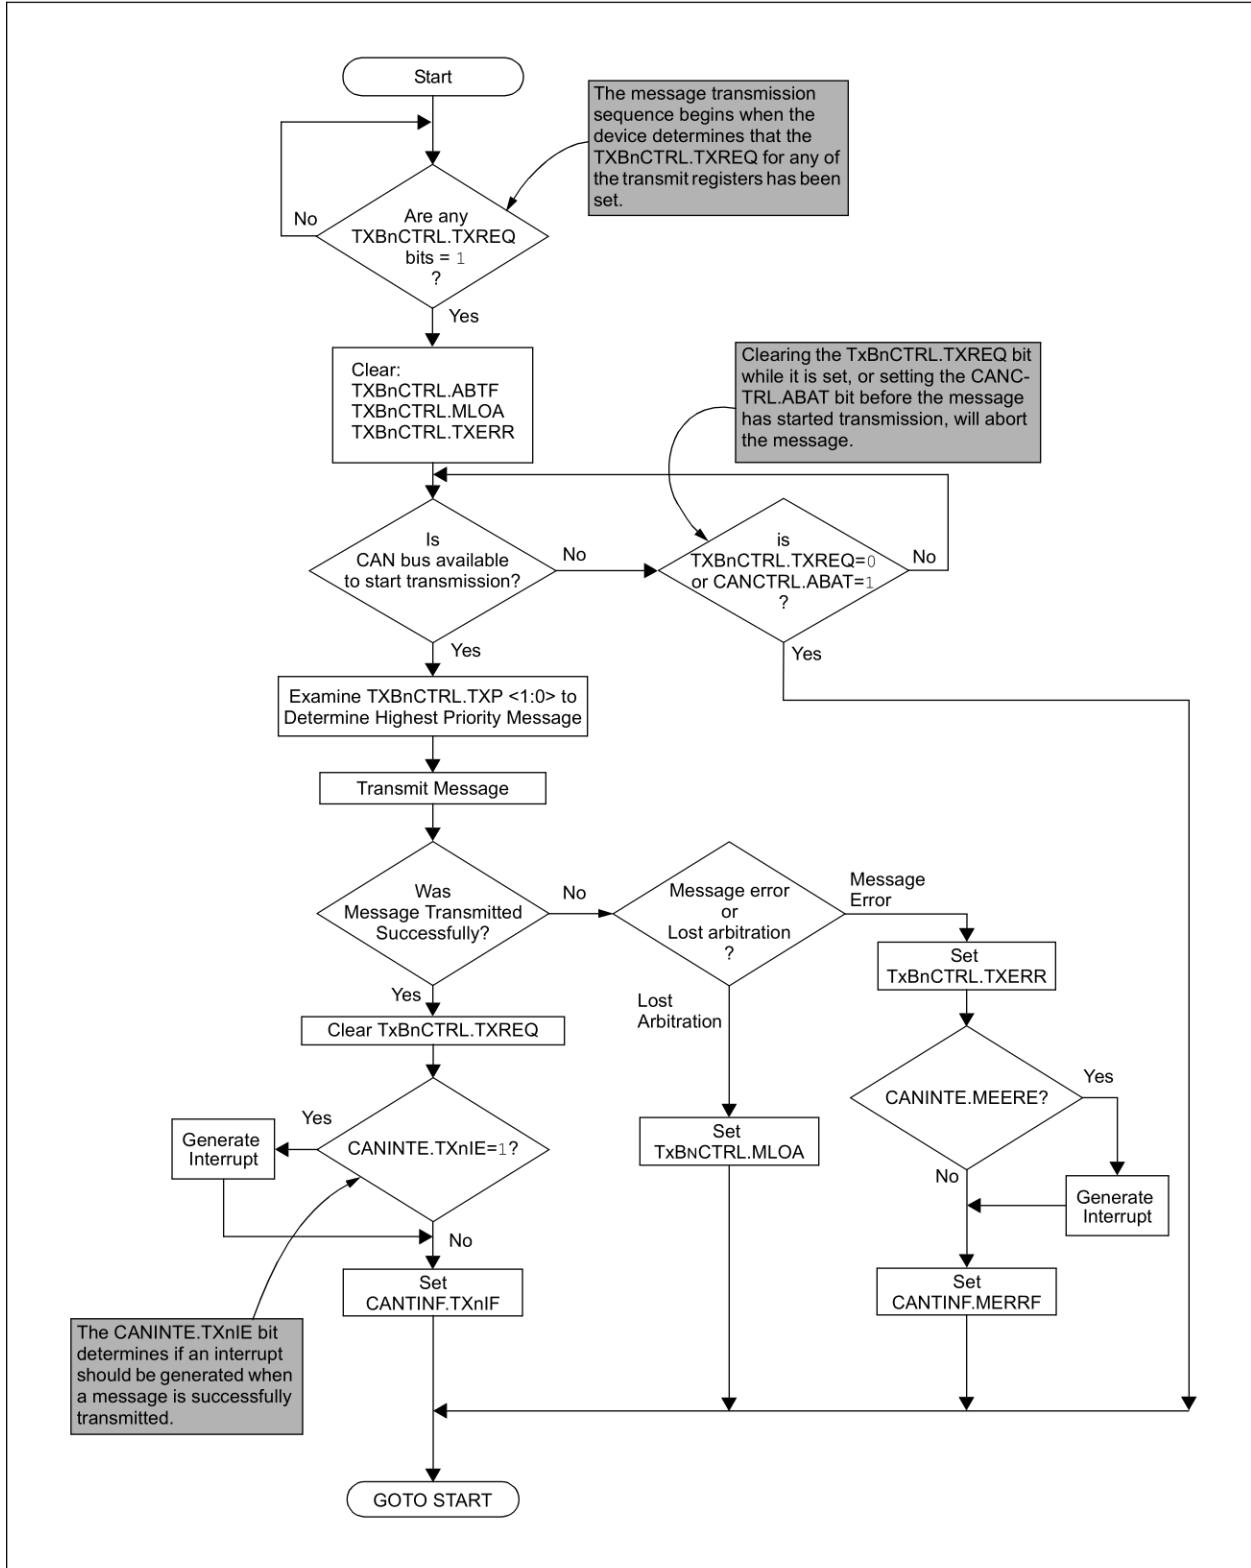 Start
The message transmission
sequence begins when the
device determines that the
TXBnCTRL.TXREQ for any of
the transmit registers has been
set.
No
Are any
TXBnCTRL.TXREQ
bits = 1
?
Yes
Clear:
TXBnCTRL.ABTF
TXBnCTRL.MLOA
TXBnCTRL.TXERR
Clearing the TxBnCTRL.TXREQ bit
while it is set, or setting the CANC-
TRL.ABAT bit before the message
has started transmission, will abort
the message.
Is
CAN bus available
to start transmission?
No
is
TXBnCTRL.TXREQ=0
or CANCTRL.ABAT=1
?
No
Yes
Yes
Examine TXBnCTRL.TXP <1:0> to
Determine Highest Priority Message
Transmit Message
Was
Message Transmitted
Successfully?
No
Message error
or
Lost arbitration
?
Message
Error
Set
TxBnCTRL.TXERR
Yes
Lost
Arbitration
Clear TxBnCTRL.TXREQ
CANINTE.MEERE?
Yes
Yes
Generate
Interrupt
CANINTE.TXnIE=1?
Set
TxBNCTRL.MLOA
No
Generate
Interrupt
No
Set
CANTINF.TXnIF
Set
CANTINF.MERRF
The CANINTE.TXnIE bit
determines if an interrupt
should be generated when
a message is successfully
transmitted.
GOTO START